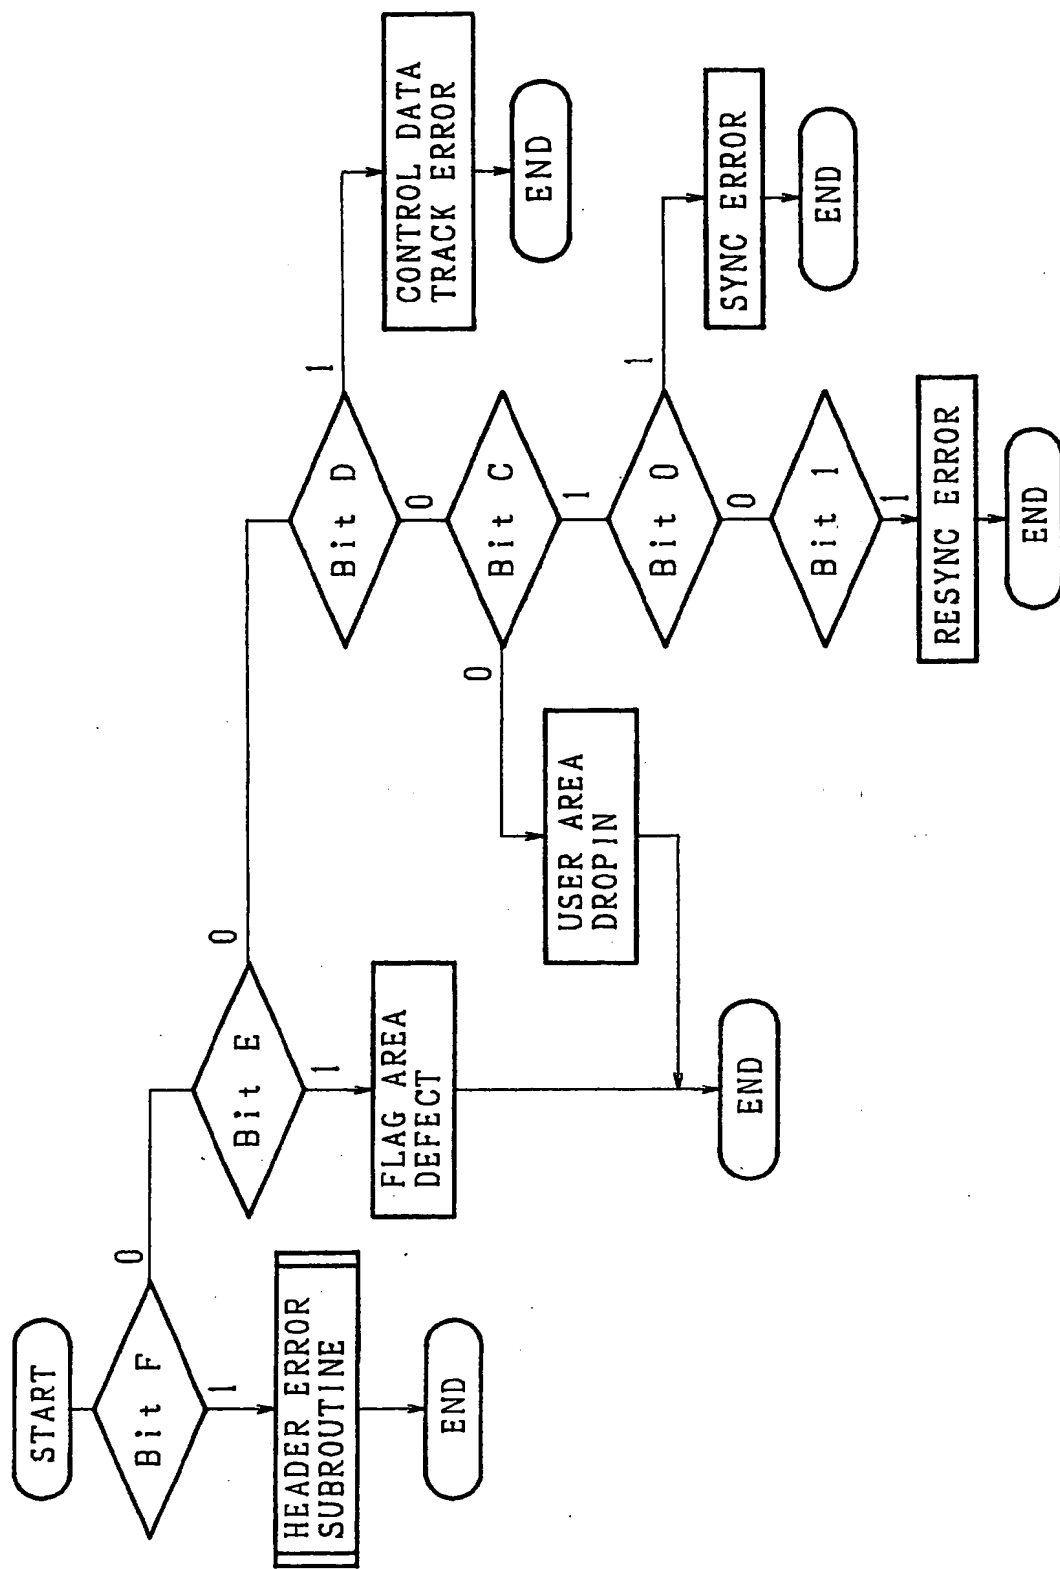 START
Bit F
0
1
HEADER ERROR
SUBROUTINE
END
Bit E
0
1
FLAG AREA
DEFECT
END
Bit D
1
0
CONTROL DATA
TRACK ERROR
END
Bit C
0
1
USER AREA
DROPIN
Bit 0
1
0
SYNC ERROR
END
Bit 1
1
RESYNC ERROR
END